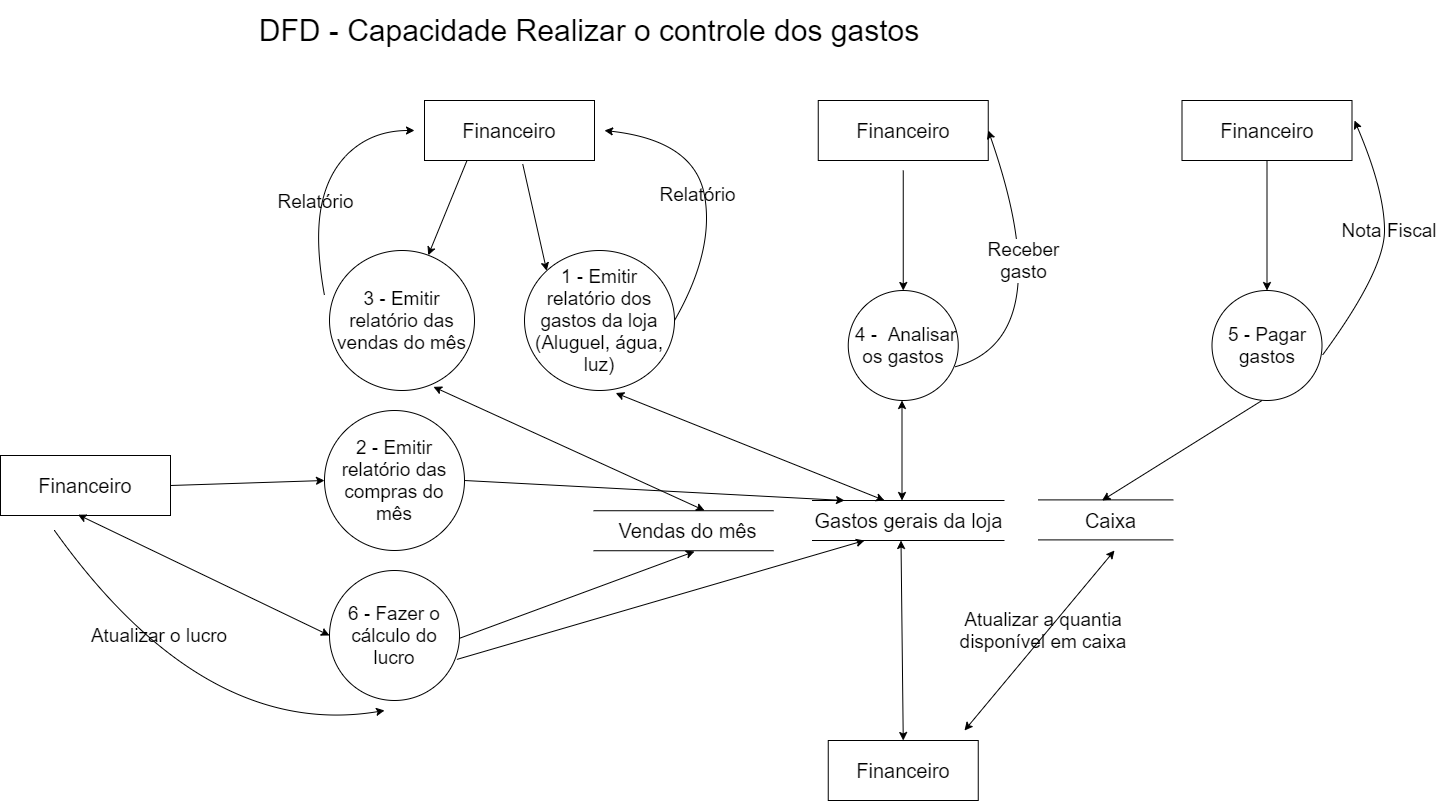 DFD - Capacidade Realizar o controle dos gastos
Financeiro
Financeiro
Financeiro
Relatório
Relatório
Nota Fiscal
Receber
gasto
3 - Emitir
relatório das
vendas do mês
1 - Emitir
relatório dos
gastos da loja
(Aluguel, água,
luz)
4 - Analisar
os gastos
5 - Pagar
gastos
Financeiro
2 - Emitir
relatório das
compras do
mês
Vendas do mês
Gastos gerais da loja
Caixa
Atualizar o lucro
6 - Fazer o
cálculo do
lucro
Atualizar a quantia
disponível em caixa
Financeiro